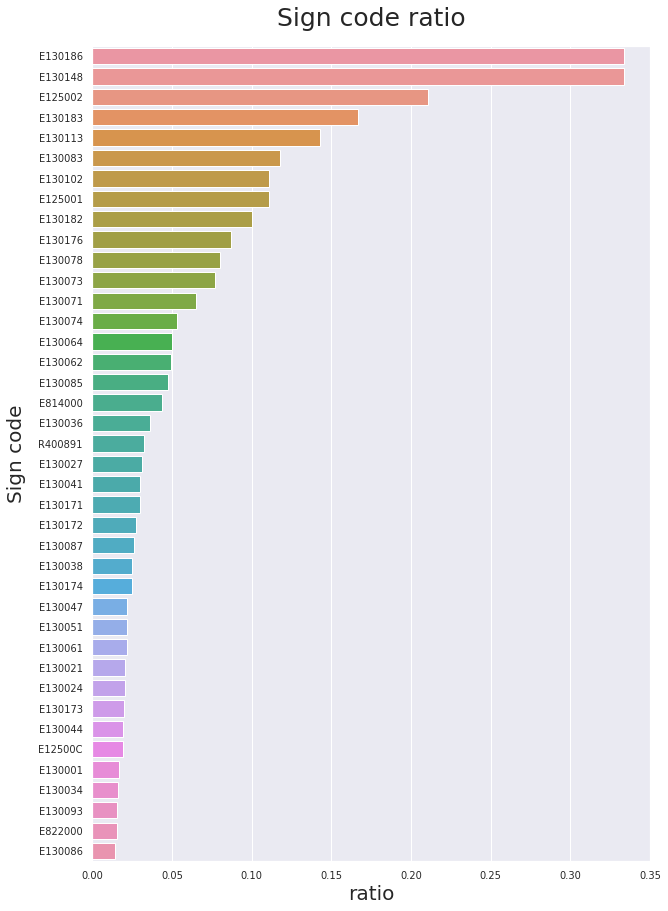 Sign code ratio
E130186
E130148
E125002
E130183
E130113
E130083
E130102
E125001
E130182
E130176
E130078
E130073
E130071
E130074
E130064
E130062
E130085
E814000
E130036
R400891
E130027
E130041
E130171
E130172
E130087
E130038
E130174
E130047
E130051
E130061
E130021
E130024
E130173
E130044
E12500C
E130001
E130034
E130093
E822000
E130086
Sign code
0.00 0.05 0.10 0.15 0.20 0.25 0.30 0.35
ratio